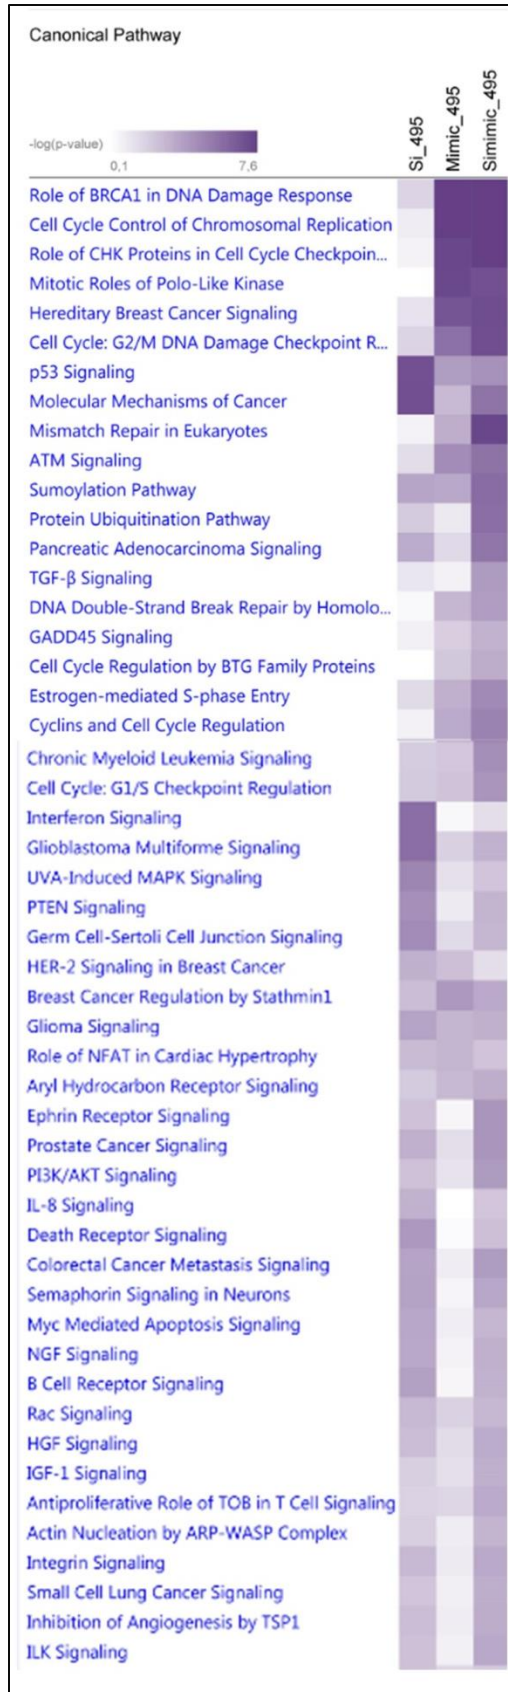 Canonical Pathway
-log(p-value)
0,1 7,6
Si_495
Mimic_495
Simimic_495
Role of BRCA1 in DNA Damage Response
Cell Cycle Control of Chromosomal Replication
Role of CHK Proteins in Cell Cycle Checkpoin...
Mitotic Roles of Polo-Like Kinase
Hereditary Breast Cancer Signaling
Cell Cycle: G2/M DNA Damage Checkpoint R...
p53 Signaling
Molecular Mechanisms of Cancer
Mismatch Repair in Eukaryotes
ATM Signaling
Sumoylation Pathway
Protein Ubiquitination Pathway
Pancreatic Adenocarcinoma Signaling
TGF-β Signaling
DNA Double-Strand Break Repair by Homolo...
GADD45 Signaling
Cell Cycle Regulation by BTG Family Proteins
Estrogen-mediated S-phase Entry
Cyclins and Cell Cycle Regulation
Chronic Myeloid Leukemia Signaling
Cell Cycle: G1/S Checkpoint Regulation
Interferon Signaling
Glioblastoma Multiforme Signaling
UVA-Induced MAPK Signaling
PTEN Signaling
Germ Cell-Sertoli Cell Junction Signaling
HER-2 Signaling in Breast Cancer
Breast Cancer Regulation by Stathmin1
Glioma Signaling
Role of NFAT in Cardiac Hypertrophy
Aryl Hydrocarbon Receptor Signaling
Ephrin Receptor Signaling
Prostate Cancer Signaling
PI3K/AKT Signaling
IL-8 Signaling
Death Receptor Signaling
Colorectal Cancer Metastasis Signaling
Semaphorin Signaling in Neurons
Myc Mediated Apoptosis Signaling
NGF Signaling
B Cell Receptor Signaling
Rac Signaling
HGF Signaling
IGF-1 Signaling
Antiproliferative Role of TOB in T Cell Signaling
Actin Nucleation by ARP-WASP Complex
Integrin Signaling
Small Cell Lung Cancer Signaling
Inhibition of Angiogenesis by TSP1
ILK Signaling